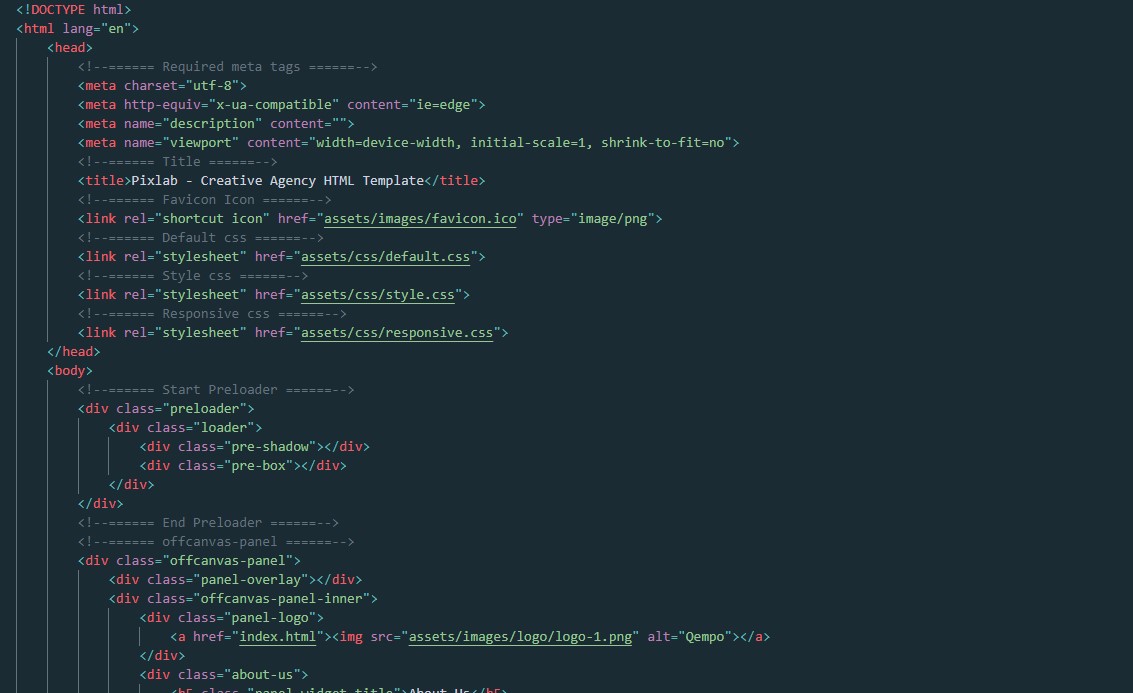 <!DOCTYPE html>
<html lang="en">
<head>
<!--====== Required meta tags ======-->
<meta charset="utf-8">
<meta http-equiv="x-ua-compatible" content="ie=edge">
<meta name="description" content="">
<meta name="viewport" content="width=device-width, initial-scale=1, shrink-to-fit=no">
<!--====== Title ======-->
<title>Pixlab - Creative Agency HTML Template</title>
<!--====== Favicon Icon ======-->
<link rel="shortcut icon" href="assets/images/favicon.ico" type="image/png">
<!--====== Default css ======-->
<link rel="stylesheet" href="assets/css/default.css">
<!--====== Style css ======-->
<link rel="stylesheet" href="assets/css/style.css">
<!--====== Responsive css ======-->
<link rel="stylesheet" href="assets/css/responsive.css">
</head>
<body>
<!--====== Start Preloader ======-->
<div class="preloader">
<div class="loader">
<div class="pre-shadow"></div>
<div class="pre-box"></div>
</div>
</div>
<!--====== End Preloader ======-->
<!--====== offcanvas-panel ======-->
<div class="offcanvas-panel">
<div class="panel-overlay"></div>
<div class="offcanvas-panel-inner">
<div class="panel-logo">
<a href="index.html"><img src="assets/images/logo/logo-1.png" alt="Qempo"></a>
</div>
<div class="about-us">
<h5 class="panel-widget-title">About Us</h5>